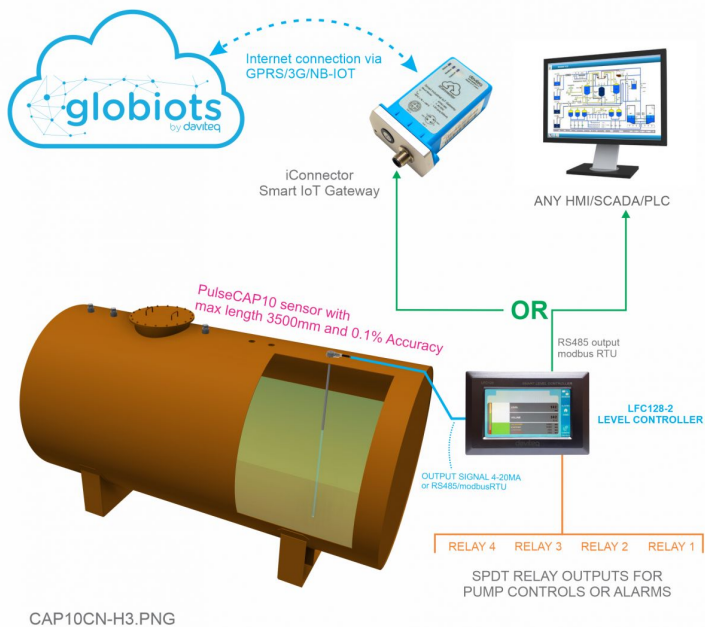 globiots
by daviteq
Internet connection via
GPRS/3G/NB-IOT
iConnector
Smart IoT Gateway
ANY HMI/SCADA/PLC
PulseCAP10 sensor with
max length 3500mm and 0.1% Accuracy
OR
RS485 output
modbus RTU
LFC128-2
LEVEL CONTROLLER
OUTPUT SIGNAL 4-20MA
or RS485/modbusRTU
RELAY 4 RELAY 3 RELAY 2 RELAY 1
SPDT RELAY OUTPUTS FOR
PUMP CONTROLS OR ALARMS
CAP10CN-H3.PNG